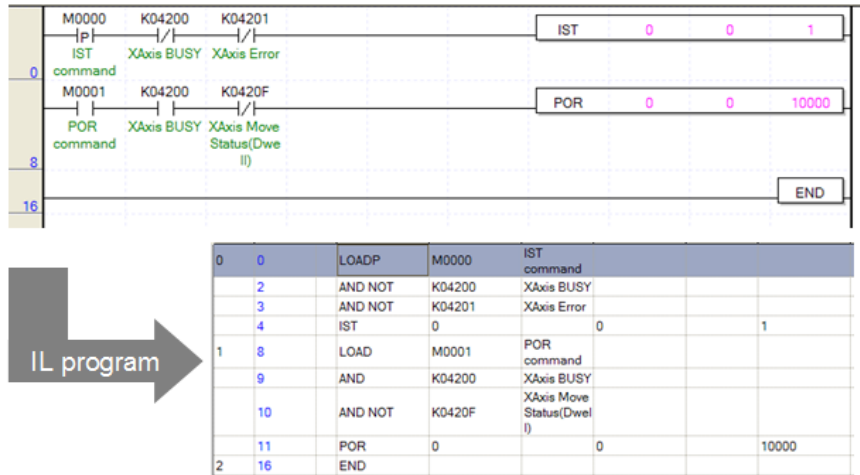 M0000 K04200 K04201
P
IST 0 0 1
IST XAxis BUSY XAxis Error
command
0
M0001 K04200 K0420F
POR 0 0 10000
POR XAxis BUSY XAxis Move
command Status(Dwe
ll)
8
END
16
IL program
0 0 LOADP M0000 IST command
2 AND NOT K04200 XAxis BUSY
3 AND NOT K04201 XAxis Error
4 IST 0 0 1
1 8 LOAD M0001 POR command
9 AND K04200 XAxis BUSY
10 AND NOT K0420F XAxis Move Status(Dwel l)
11 POR 0 0 10000
2 16 END